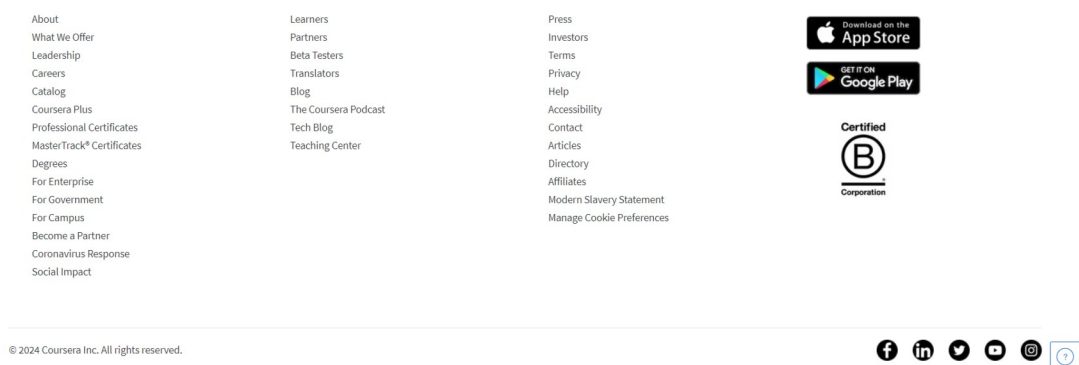 About
What We Offer
Leadership
Careers
Catalog
Coursera Plus
Professional Certificates
MasterTrack® Certificates
Degrees
For Enterprise
For Government
For Campus
Become a Partner
Coronavirus Response
Social Impact
Learners
Partners
Beta Testers
Translators
Blog
The Coursera Podcast
Tech Blog
Teaching Center
Press
Investors
Terms
Privacy
Help
Accessibility
Contact
Articles
Directory
Affiliates
Modern Slavery Statement
Manage Cookie Preferences
Download on the
App Store
GET IT ON
Google Play
Certified
B
Corporation
© 2024 Coursera Inc. All rights reserved.
f
in
?